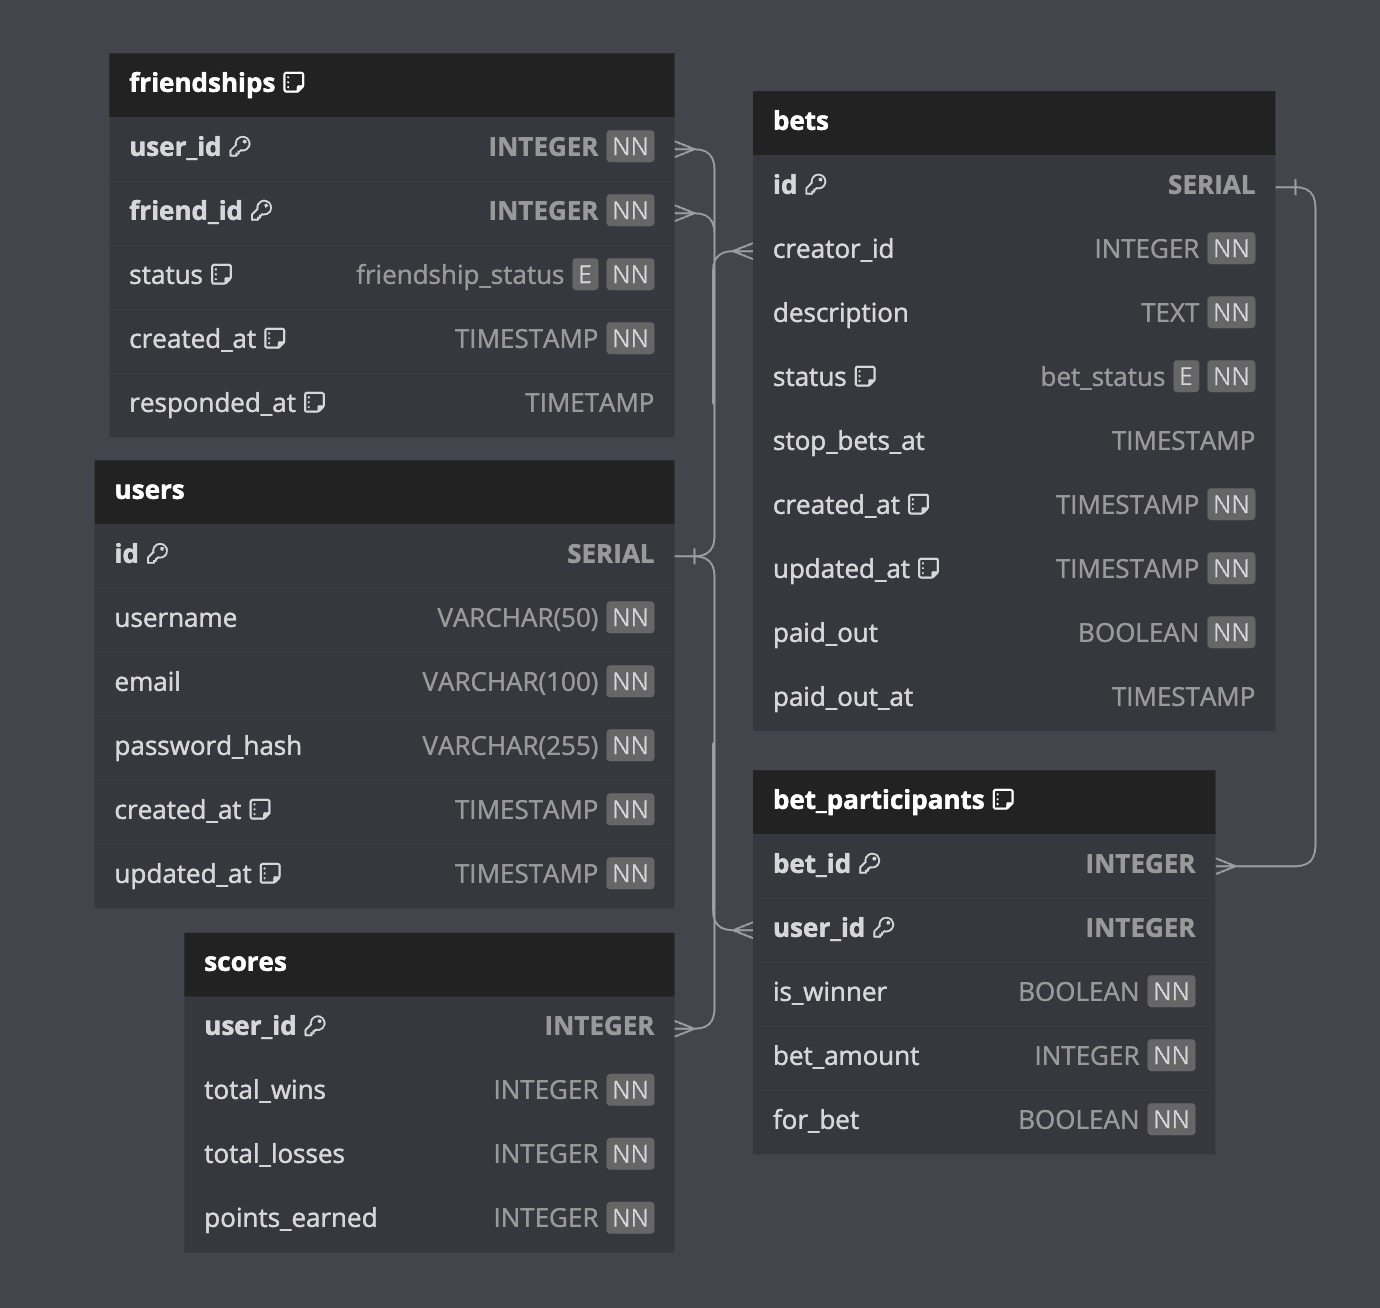 friendships
user_id INTEGER NN
friend_id INTEGER NN
status friendship_status E NN
created_at TIMESTAMP NN
responded_at TIMETAMP
users
id SERIAL
username VARCHAR(50) NN
email VARCHAR(100) NN
password_hash VARCHAR(255) NN
created_at TIMESTAMP NN
updated_at TIMESTAMP NN
scores
user_id INTEGER
total_wins INTEGER NN
total_losses INTEGER NN
points_earned INTEGER NN
bets
id SERIAL
creator_id INTEGER NN
description TEXT NN
status bet_status E NN
stop_bets_at TIMESTAMP
created_at TIMESTAMP NN
updated_at TIMESTAMP NN
paid_out BOOLEAN NN
paid_out_at TIMESTAMP
bet_participants
bet_id INTEGER
user_id INTEGER
is_winner BOOLEAN NN
bet_amount INTEGER NN
for_bet BOOLEAN NN